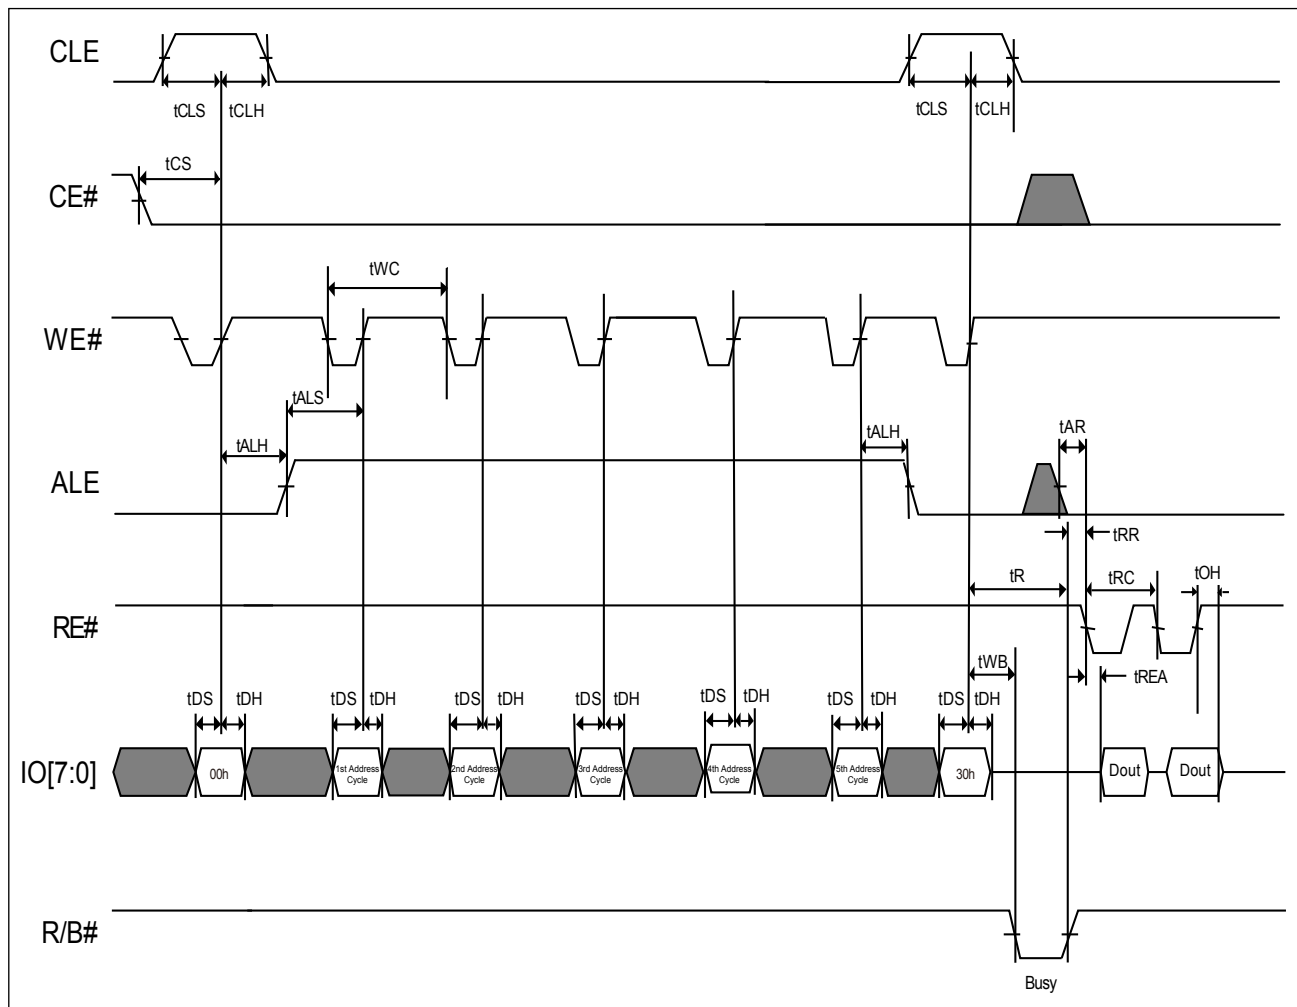 CLE
tCLS
tCLH
tCLS
tCLH
tCS
CE#
tWC
WE#
tALS
tALH
tALH
tAR
ALE
tRR
tR
tRC
tOH
RE#
tWB
tREA
tDS
tDH
tDS
tDH
tDS
tDH
tDS
tDH
tDS
tDH
tDS
tDH
tDS
tDH
IO[7:0]
00h
1st Address
Cycle
2nd Address
Cycle
3rd Address
Cycle
4th Address
Cycle
5th Address
Cycle
30h
Dout
Dout
R/B#
Busy